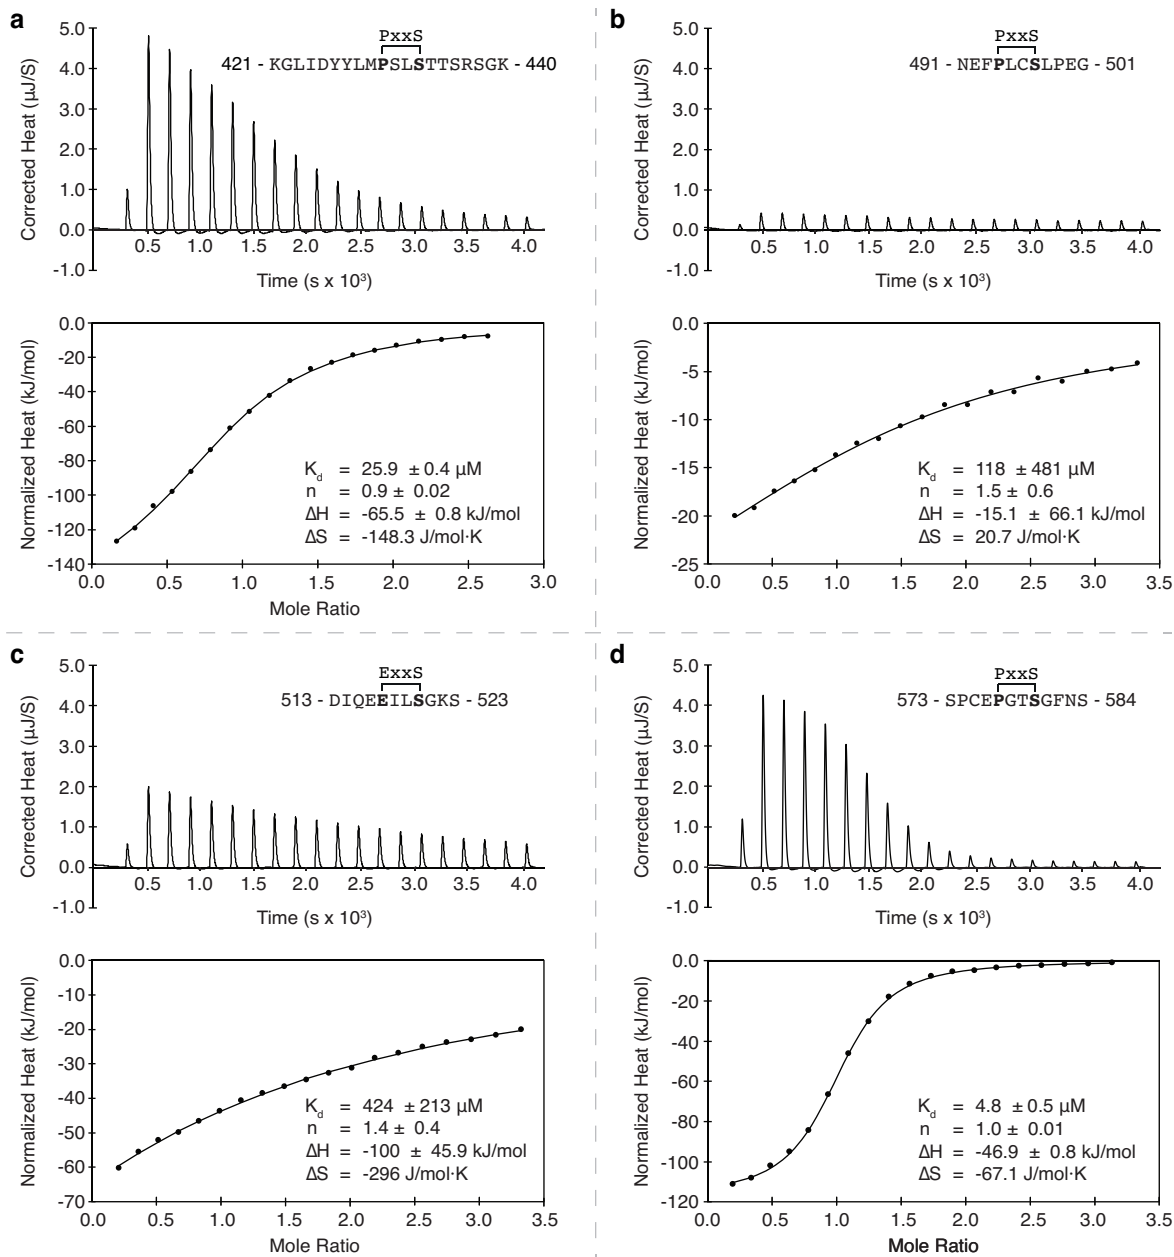 a
PxxS
421 - KGLIDYYLMPSLSTTSRSGK - 440
Corrected Heat (μJ/S)
5.0
4.0
3.0
2.0
1.0
0.0
-1.0
0.5 1.0 1.5 2.0 2.5 3.0 3.5 4.0
Time (s x 10³)
Normalized Heat (kJ/mol)
0.0
-20
-40
-60
-80
-100
-120
-140
Kd = 25.9 ± 0.4 μM
n = 0.9 ± 0.02
ΔH = -65.5 ± 0.8 kJ/mol
ΔS = -148.3 J/mol·K
0.0 0.5 1.0 1.5 2.0 2.5 3.0
Mole Ratio
b
PxxS
491 - NEFPLCSLPEG - 501
Corrected Heat (μJ/S)
5.0
4.0
3.0
2.0
1.0
0.0
-1.0
0.5 1.0 1.5 2.0 2.5 3.0 3.5 4.0
Time (s x 10³)
Normalized Heat (kJ/mol)
0.0
-5
-10
-15
-20
-25
Kd = 118 ± 481 μM
n = 1.5 ± 0.6
ΔH = -15.1 ± 66.1 kJ/mol
ΔS = 20.7 J/mol·K
0.0 0.5 1.0 1.5 2.0 2.5 3.0 3.5
c
ExxS
513 - DIQEEILSGKS - 523
Corrected Heat (μJ/S)
5.0
4.0
3.0
2.0
1.0
0.0
-1.0
0.5 1.0 1.5 2.0 2.5 3.0 3.5 4.0
Time (s x 10³)
Normalized Heat (kJ/mol)
0.0
-10
-20
-30
-40
-50
-60
-70
Kd = 424 ± 213 μM
n = 1.4 ± 0.4
ΔH = -100 ± 45.9 kJ/mol
ΔS = -296 J/mol·K
0.0 0.5 1.0 1.5 2.0 2.5 3.0 3.5
Mole Ratio
d
PxxS
573 - SPCEPGTSGFNS - 584
Corrected Heat (μJ/S)
5.0
4.0
3.0
2.0
1.0
0.0
-1.0
0.5 1.0 1.5 2.0 2.5 3.0 3.5 4.0
Time (s x 10³)
Normalized Heat (kJ/mol)
0.0
-20
-40
-60
-80
-100
-120
Kd = 4.8 ± 0.5 μM
n = 1.0 ± 0.01
ΔH = -46.9 ± 0.8 kJ/mol
ΔS = -67.1 J/mol·K
0.0 0.5 1.0 1.5 2.0 2.5 3.0 3.5
Mole Ratio